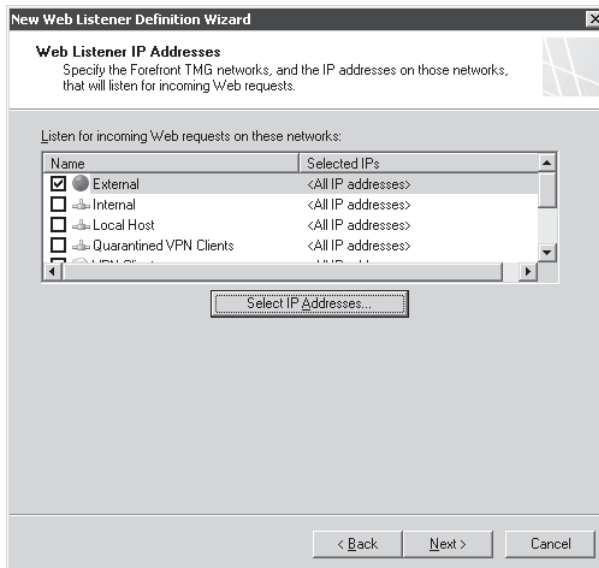 New Web Listener Definition Wizard
Web Listener IP Addresses
Specify the Forefront TMG networks, and the IP addresses on those networks,
that will listen for incoming Web requests.
Listen for incoming Web requests on these networks:
Name Selected IPs
External <All IP addresses>
Internal <All IP addresses>
Local Host <All IP addresses>
Quarantined VPN Clients <All IP addresses>
Select IP Addresses...
< Back Next > Cancel